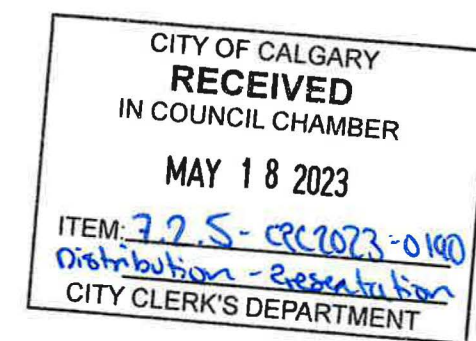 CITY OF CALGARY
RECEIVED
IN COUNCIL CHAMBER
MAY 18 2023
ITEM: 7.2.5 - CPC2023-0190
Distribution - Presentation
CITY CLERK'S DEPARTMENT